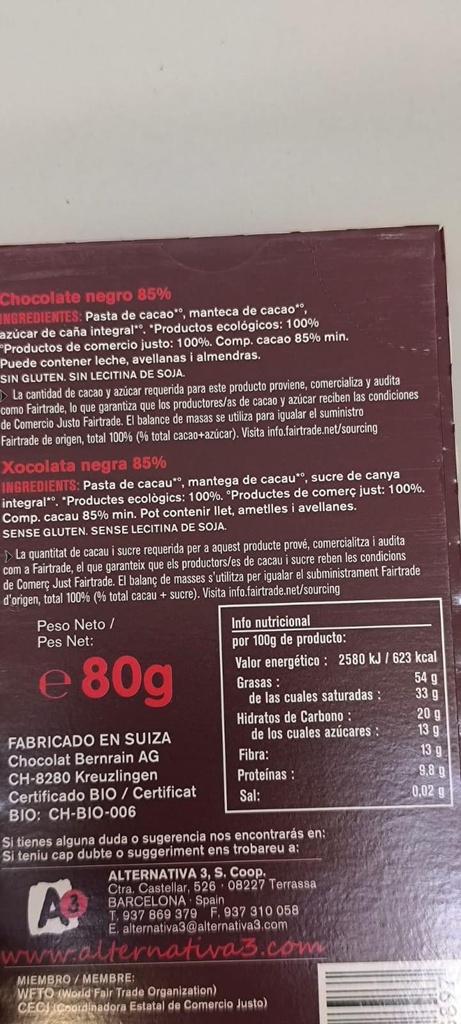 Chocolate negro 85%
INGREDIENTES: Pasta de cacao*°, manteca de cacao*°,
azúcar de caña integral*°. *Productos ecológicos: 100%
°Productos de comercio justo: 100%. Comp. cacao 85% min.
Puede contener leche, avellanas i almendras.
SIN GLUTEN. SIN LECITINA DE SOJA.
La cantidad de cacao y azúcar requerida para este producto proviene, comercializa y audita
como Fairtrade, lo que garantiza que los productores/as de cacao y azúcar reciben las condiciones
de Comercio Justo Fairtrade. El balance de masas se utiliza para igualar el suministro
Fairtrade de origen, total 100% (% total cacao+azúcar). Visita info.fairtrade.net/sourcing
Xocolata negra 85%
INGREDIENTS: Pasta de cacau*°, mantega de cacau*°, sucre de canya
integral*°. *Productes ecològics: 100%. °Productes de comerç just: 100%.
Comp. cacau 85% min. Pot contenir llet, ametlles i avellanes.
SENSE GLUTEN. SENSE LECITINA DE SOJA.
La quantitat de cacau i sucre requerida per a aquest producte prové, comercialitza i audita
com a Fairtrade, el que garanteix que els productors/es de cacau i sucre reben les condicions
de Comerç Just Fairtrade. El balanç de masses s'utilitza per igualar el subministrament Fairtrade
d'origen, total 100% (% total cacau + sucre). Visita info.fairtrade.net/sourcing
Peso Neto /
Pes Net:
e 80g
Info nutricional
por 100g de producto:
Valor energético : 2580 kJ / 623 kcal
Grasas : 54 g
de las cuales saturadas : 33 g
Hidratos de Carbono : 20 g
de los cuales azúcares : 13 g
Fibra: 13 g
Proteínas : 9,8 g
Sal: 0,02 g
FABRICADO EN SUIZA
Chocolat Bernrain AG
CH-8280 Kreuzlingen
Certificado BIO / Certificat
BIO: CH-BIO-006
Si tienes alguna duda o sugerencia nos encontrarás en:
Si teniu cap dubte o suggeriment ens trobareu a:
A3
ALTERNATIVA 3, S. Coop.
Ctra. Castellar, 526 · 08227 Terrassa
BARCELONA · Spain
T. 937 869 379 F. 937 310 058
E. alternativa3@alternativa3.com
www.alternativa3.com
MIEMBRO / MEMBRE:
WFTO (World Fair Trade Organization)
CECJ (Coordinadora Estatal de Comercio Justo)